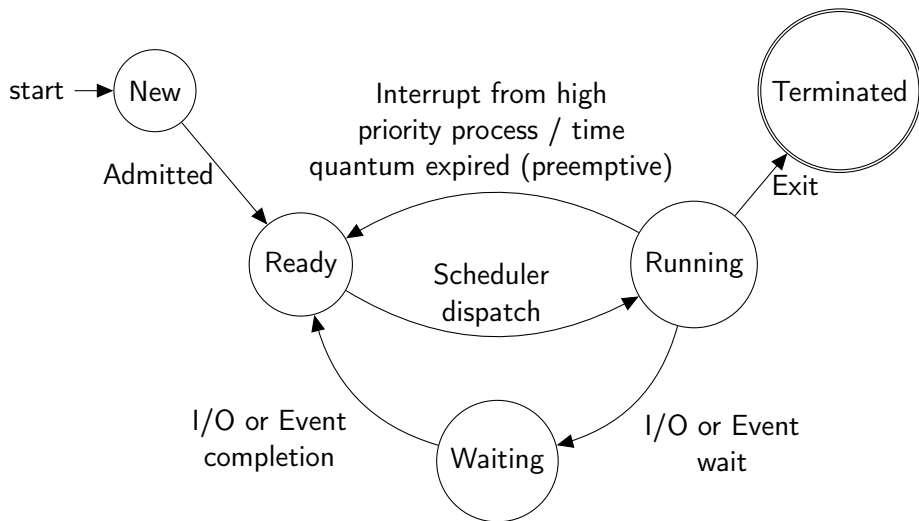 start
New
Interrupt from high
priority process / time
quantum expired (preemptive)
Terminated
Admitted
Exit
Ready
Scheduler
dispatch
Running
I/O or Event
completion
Waiting
I/O or Event
wait